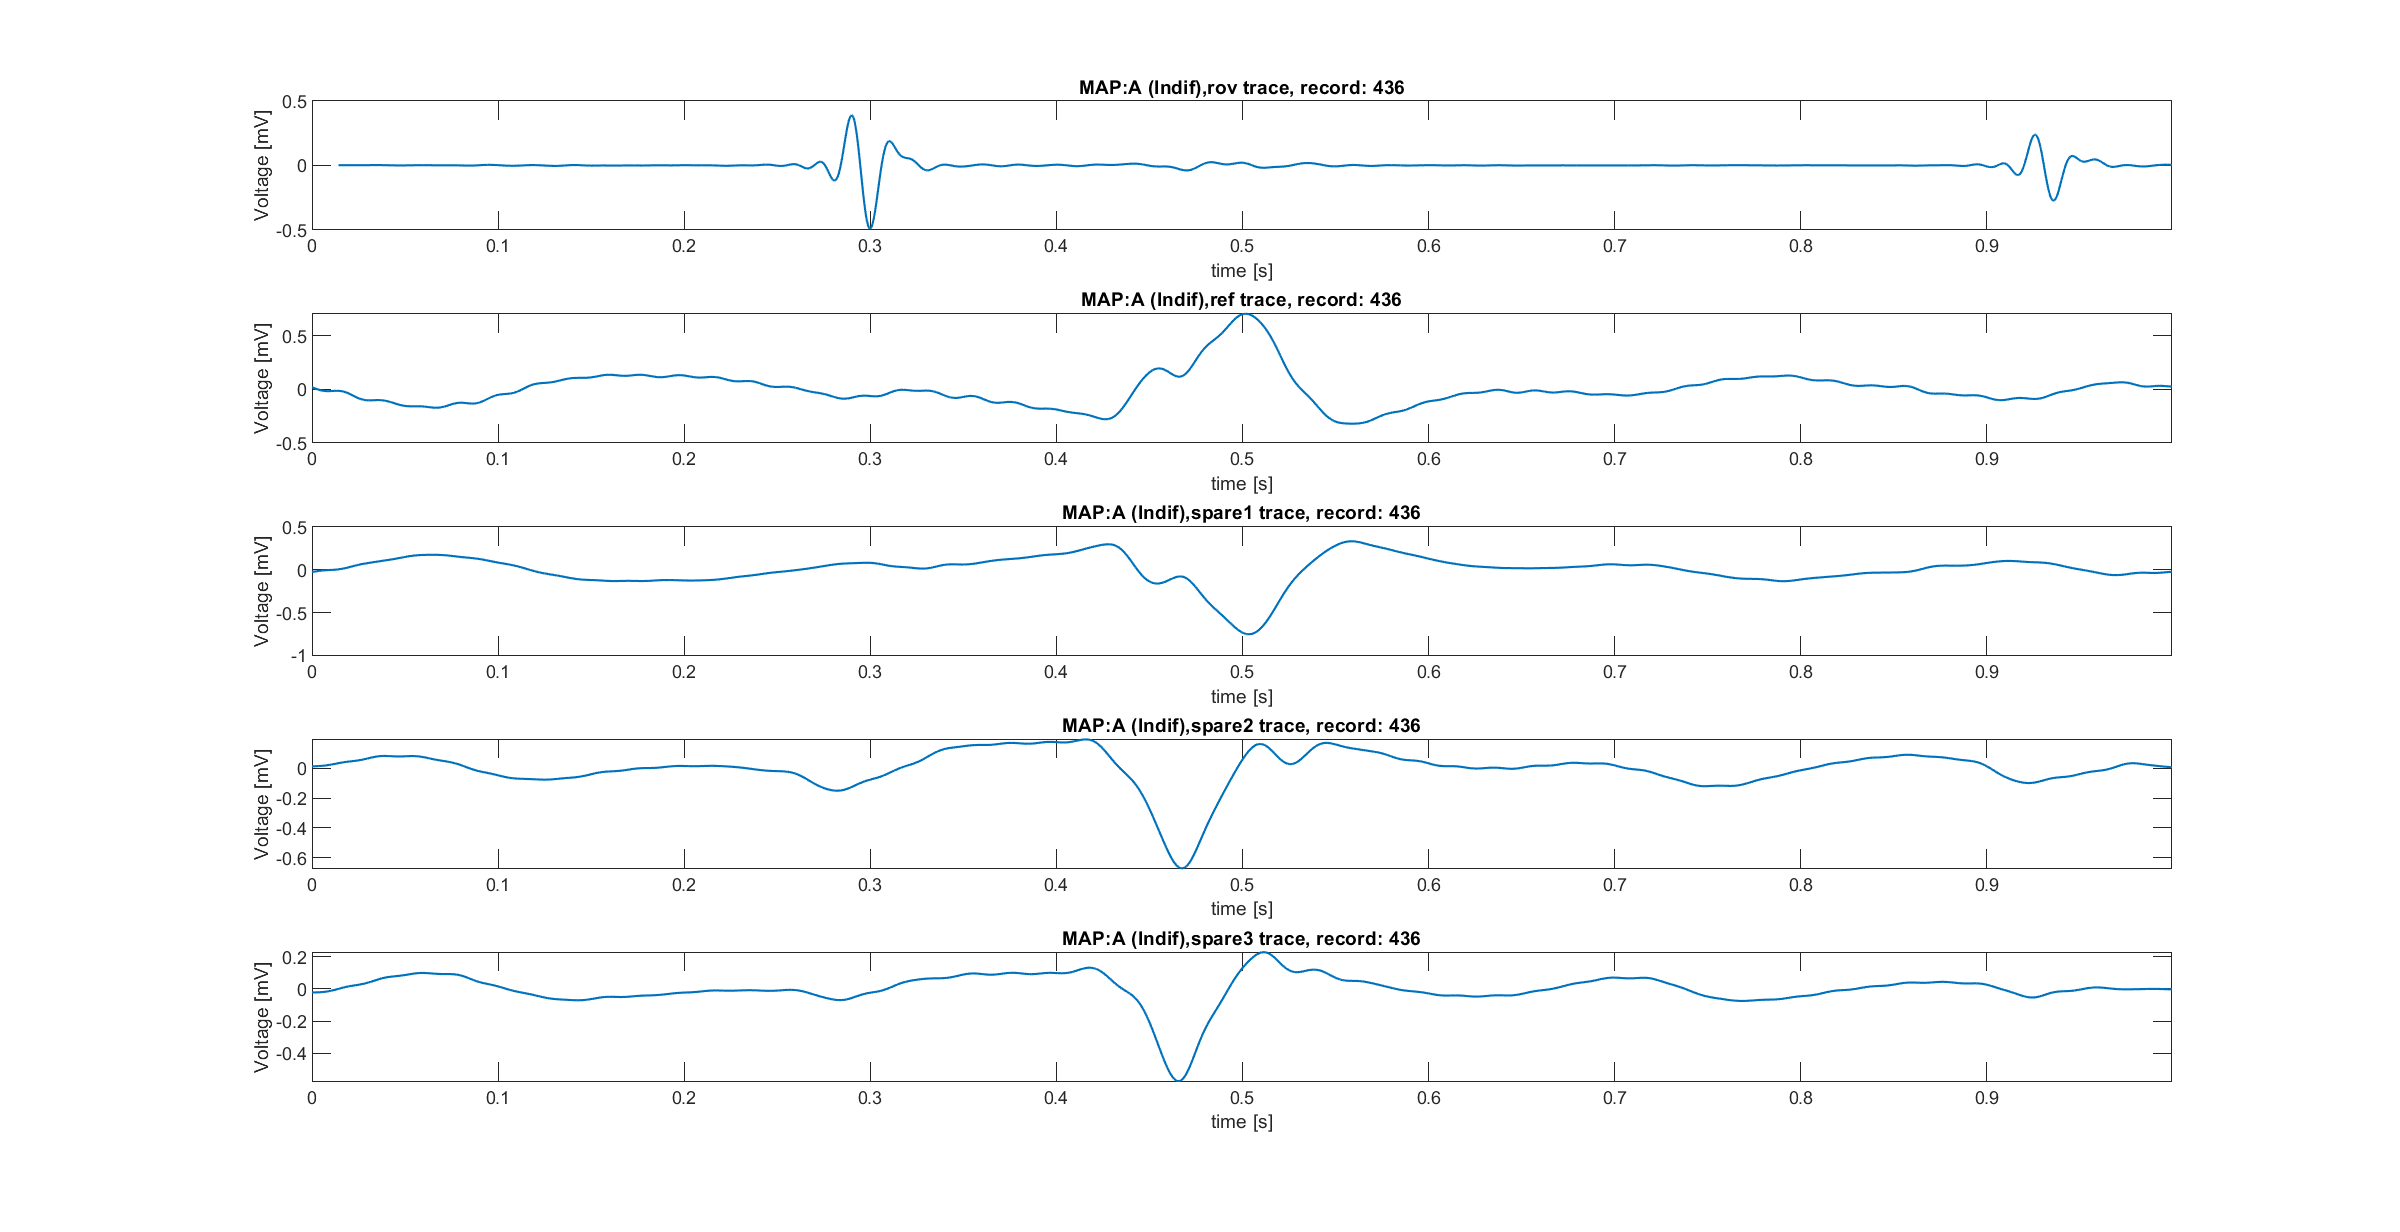 MAP:A (Indif),rov trace, record: 436
Voltage [mV]
0.5
0
-0.5
0 0.1 0.2 0.3 0.4 0.5 0.6 0.7 0.8 0.9
time [s]
MAP:A (Indif),ref trace, record: 436
Voltage [mV]
0.5
0
-0.5
0 0.1 0.2 0.3 0.4 0.5 0.6 0.7 0.8 0.9
time [s]
MAP:A (Indif),spare1 trace, record: 436
Voltage [mV]
0.5
0
-0.5
-1
0 0.1 0.2 0.3 0.4 0.5 0.6 0.7 0.8 0.9
time [s]
MAP:A (Indif),spare2 trace, record: 436
Voltage [mV]
0
-0.2
-0.4
-0.6
0 0.1 0.2 0.3 0.4 0.5 0.6 0.7 0.8 0.9
time [s]
MAP:A (Indif),spare3 trace, record: 436
Voltage [mV]
0.2
0
-0.2
-0.4
0 0.1 0.2 0.3 0.4 0.5 0.6 0.7 0.8 0.9
time [s]